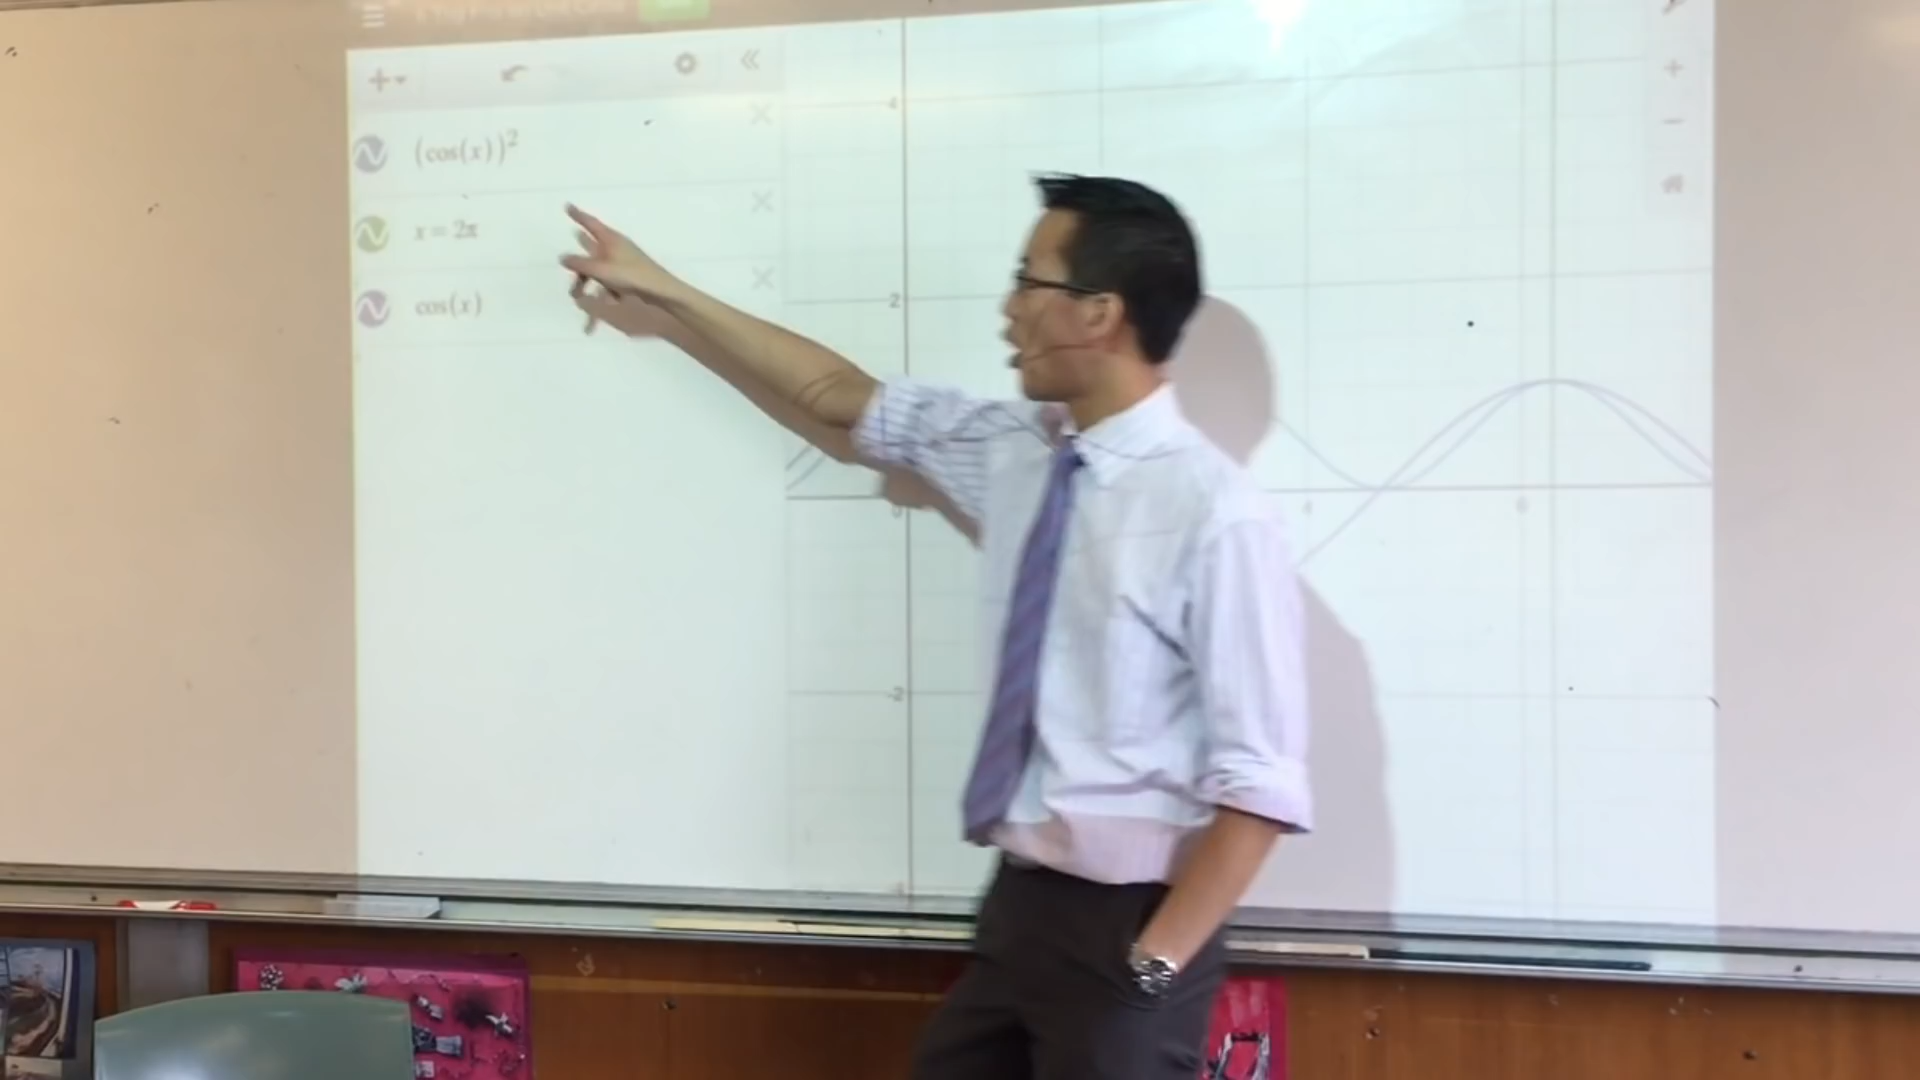 (cos(x))²
x = 2π
cos(x)
4
2
0
4
6
-2